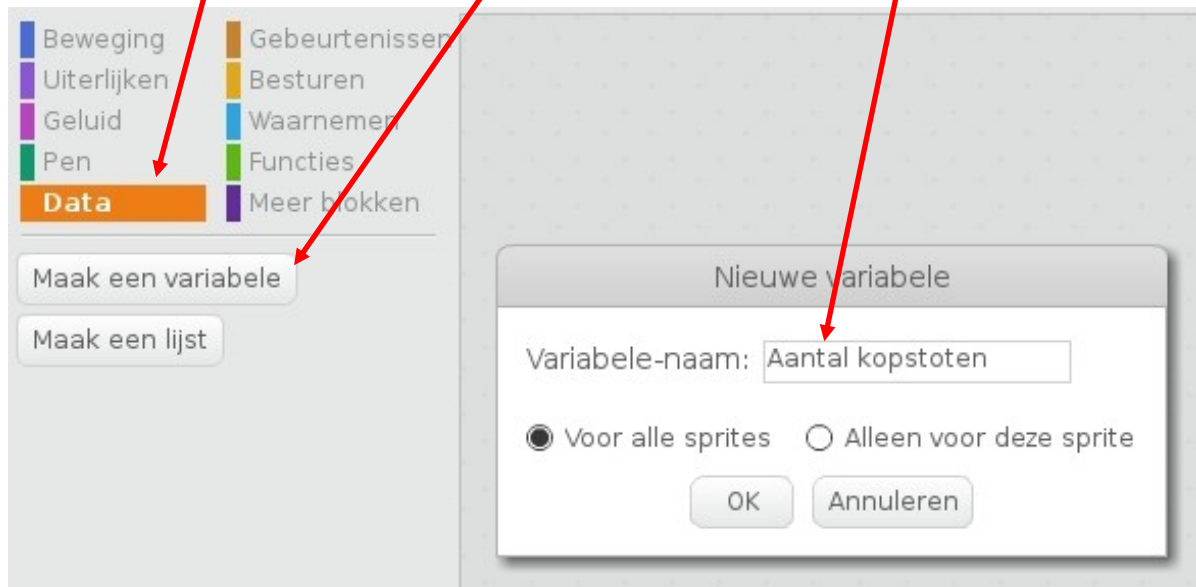 Beweging Gebeurtenissen
Uiterlijken Besturen
Geluid Waarnemen
Pen Functies
Data Meer blokken
Maak een variabele
Maak een lijst
Nieuwe variabele
Variabele-naam: Aantal kopstoten
Voor alle sprites Alleen voor deze sprite
OK Annuleren